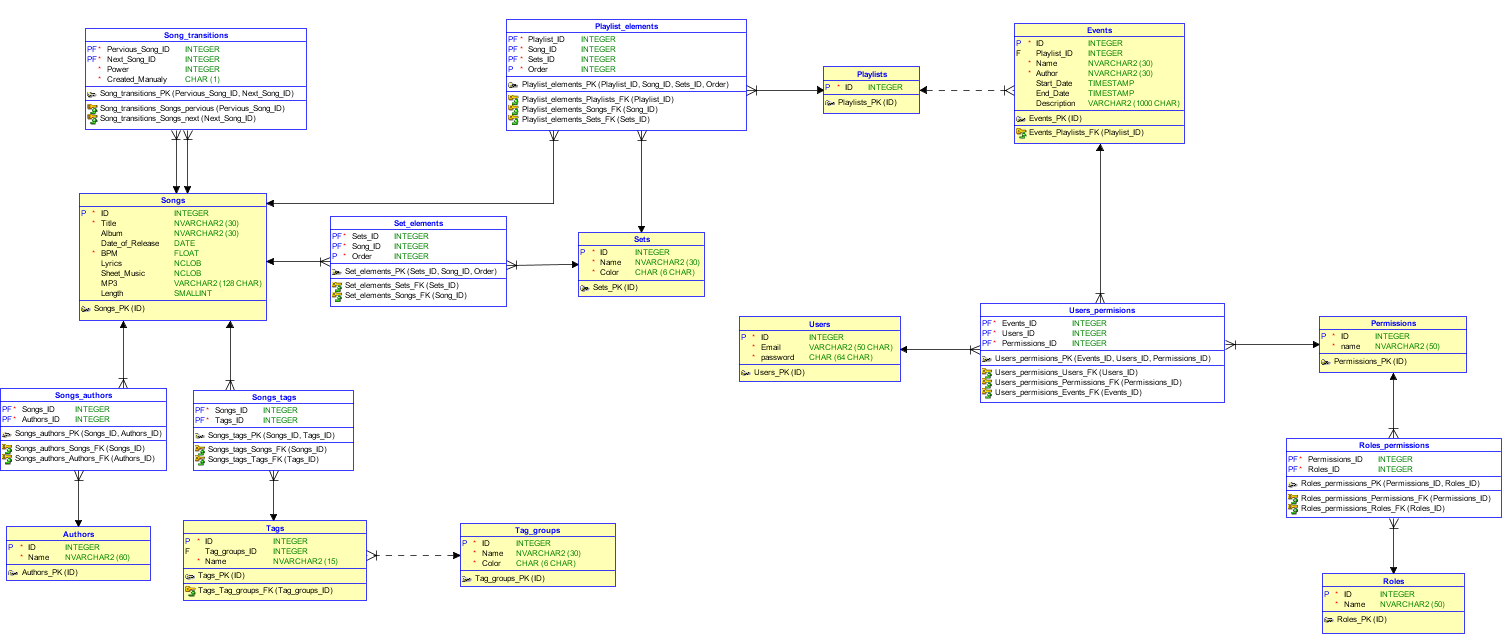 Song_transitions
PF * Pervious_Song_ID INTEGER
PF * Next_Song_ID INTEGER
* Power INTEGER
* Created_Manualy CHAR (1)
Song_transitions_PK (Pervious_Song_ID, Next_Song_ID)
Song_transitions_Songs_pervious (Pervious_Song_ID)
Song_transitions_Songs_next (Next_Song_ID)
Playlist_elements
PF * Playlist_ID INTEGER
PF * Song_ID INTEGER
PF * Sets_ID INTEGER
P * Order INTEGER
Playlist_elements_PK (Playlist_ID, Song_ID, Sets_ID, Order)
Playlist_elements_Playlists_FK (Playlist_ID)
Playlist_elements_Songs_FK (Song_ID)
Playlist_elements_Sets_FK (Sets_ID)
Playlists
P * ID INTEGER
Playlists_PK (ID)
Events
P * ID INTEGER
F Playlist_ID INTEGER
* Name NVARCHAR2 (30)
* Author NVARCHAR2 (30)
Start_Date TIMESTAMP
End_Date TIMESTAMP
Description VARCHAR2 (1000 CHAR)
Events_PK (ID)
Events_Playlists_FK (Playlist_ID)
Songs
P * ID INTEGER
* Title NVARCHAR2 (30)
Album NVARCHAR2 (30)
Date_of_Release DATE
* BPM FLOAT
Lyrics NCLOB
Sheet_Music NCLOB
MP3 VARCHAR2 (128 CHAR)
Length SMALLINT
Songs_PK (ID)
Set_elements
PF * Sets_ID INTEGER
PF * Song_ID INTEGER
P * Order INTEGER
Set_elements_PK (Sets_ID, Song_ID, Order)
Set_elements_Sets_FK (Sets_ID)
Set_elements_Songs_FK (Song_ID)
Sets
P * ID INTEGER
* Name NVARCHAR2 (30)
* Color CHAR (6 CHAR)
Sets_PK (ID)
Users
P * ID INTEGER
* Email VARCHAR2 (50 CHAR)
* password CHAR (64 CHAR)
Users_PK (ID)
Users_permisions
PF * Events_ID INTEGER
PF * Users_ID INTEGER
PF * Permissions_ID INTEGER
Users_permisions_PK (Events_ID, Users_ID, Permissions_ID)
Users_permisions_Users_FK (Users_ID)
Users_permisions_Permissions_FK (Permissions_ID)
Users_permisions_Events_FK (Events_ID)
Permissions
P * ID INTEGER
* name NVARCHAR2 (50)
Permissions_PK (ID)
Songs_authors
PF * Songs_ID INTEGER
PF * Authors_ID INTEGER
Songs_authors_PK (Songs_ID, Authors_ID)
Songs_authors_Songs_FK (Songs_ID)
Songs_authors_Authors_FK (Authors_ID)
Songs_tags
PF * Songs_ID INTEGER
PF * Tags_ID INTEGER
Songs_tags_PK (Songs_ID, Tags_ID)
Songs_tags_Songs_FK (Songs_ID)
Songs_tags_Tags_FK (Tags_ID)
Roles_permissions
PF * Permissions_ID INTEGER
PF * Roles_ID INTEGER
Roles_permissions_PK (Permissions_ID, Roles_ID)
Roles_permissions_Permissions_FK (Permissions_ID)
Roles_permissions_Roles_FK (Roles_ID)
Authors
P * ID INTEGER
* Name NVARCHAR2 (60)
Authors_PK (ID)
Tags
P * ID INTEGER
F Tag_groups_ID INTEGER
* Name NVARCHAR2 (15)
Tags_PK (ID)
Tags_Tag_groups_FK (Tag_groups_ID)
Tag_groups
P * ID INTEGER
* Name NVARCHAR2 (30)
* Color CHAR (6 CHAR)
Tag_groups_PK (ID)
Roles
P * ID INTEGER
* Name NVARCHAR2 (50)
Roles_PK (ID)